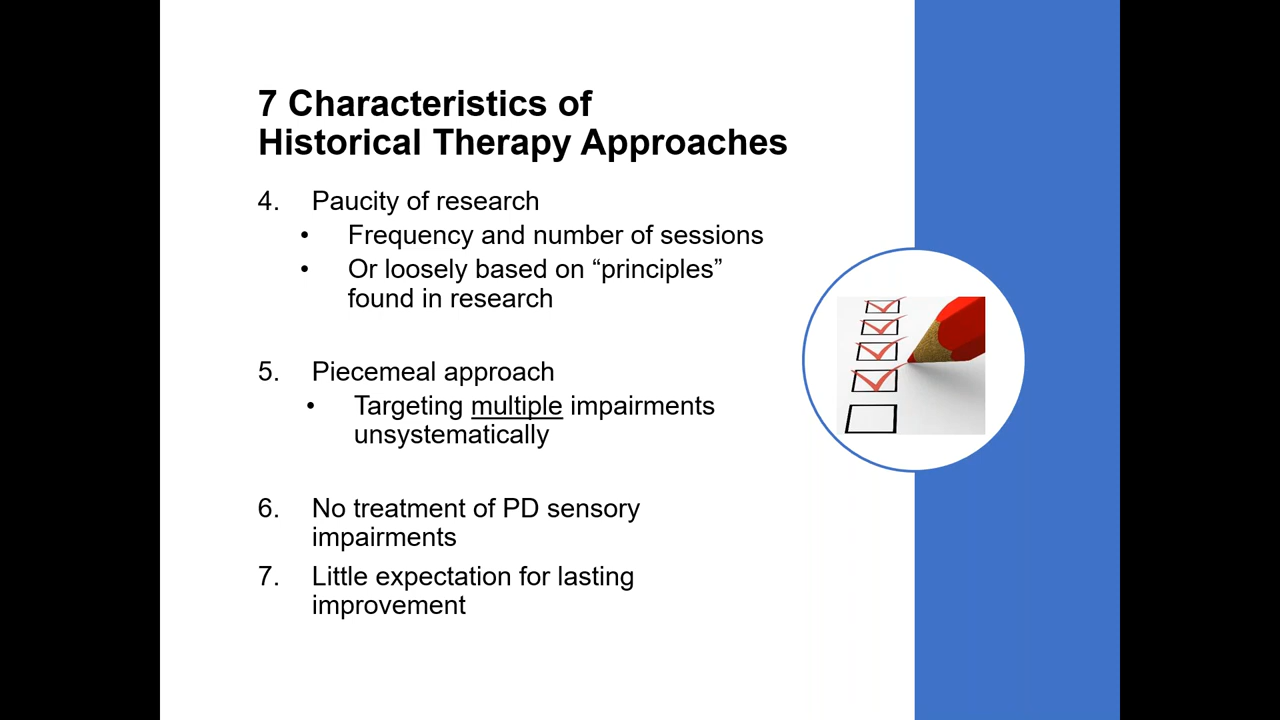 7 Characteristics of
Historical Therapy Approaches
4. Paucity of research
• Frequency and number of sessions
• Or loosely based on “principles”
found in research
5. Piecemeal approach
• Targeting multiple impairments
unsystematically
6. No treatment of PD sensory
impairments
7. Little expectation for lasting
improvement